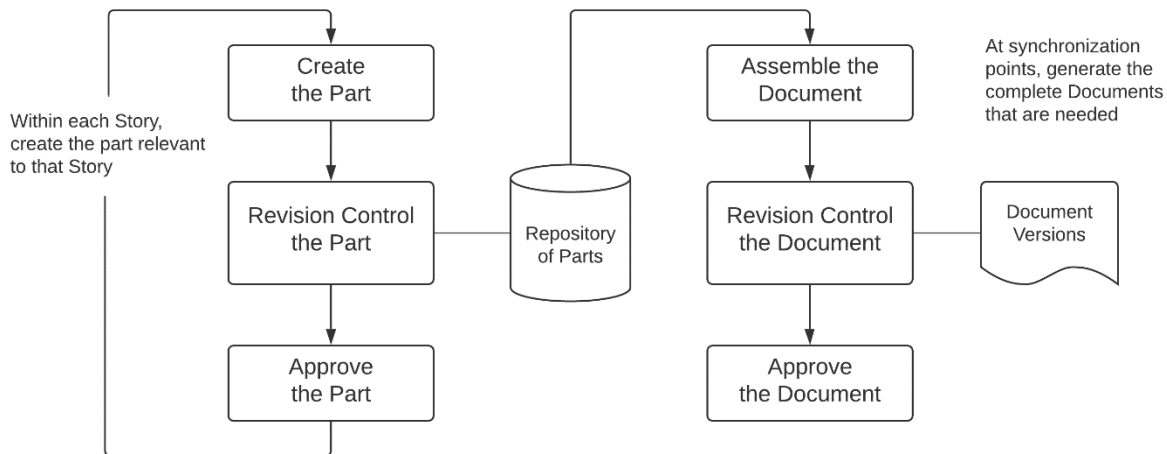 Within each Story,
create the part relevant
to that Story
Create
the Part
Revision Control
the Part
Approve
the Part
Repository
of Parts
Assemble the
Document
Revision Control
the Document
Approve
the Document
At synchronization
points, generate the
complete Documents
that are needed
Document
Versions